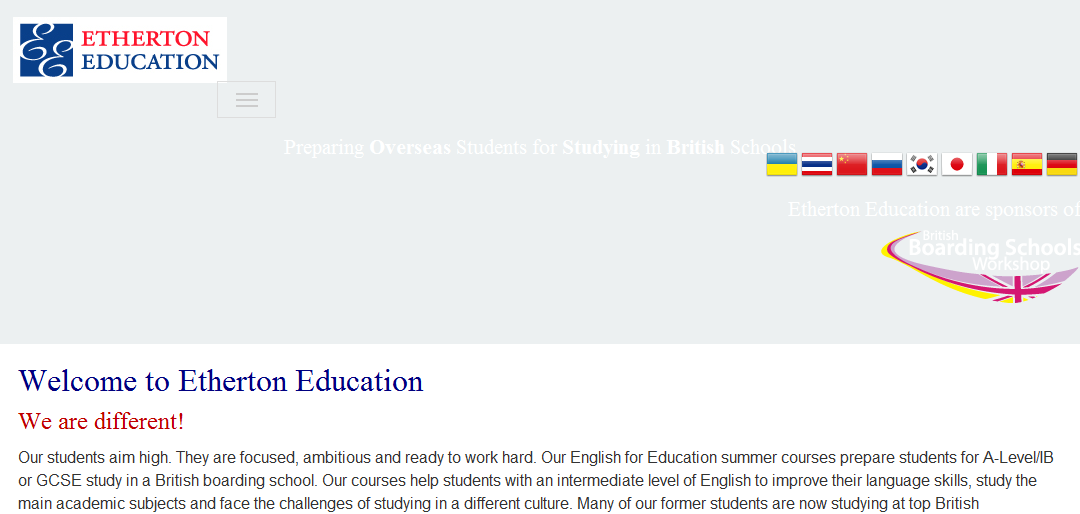 ETHERTON
EDUCATION
Preparing Overseas Students for Studying in British Schools
Etherton Education are sponsors of
British
Boarding Schools
Workshop
Welcome to Etherton Education
We are different!
Our students aim high. They are focused, ambitious and ready to work hard. Our English for Education summer courses prepare students for A-Level/IB
or GCSE study in a British boarding school. Our courses help students with an intermediate level of English to improve their language skills, study the
main academic subjects and face the challenges of studying in a different culture. Many of our former students are now studying at top British